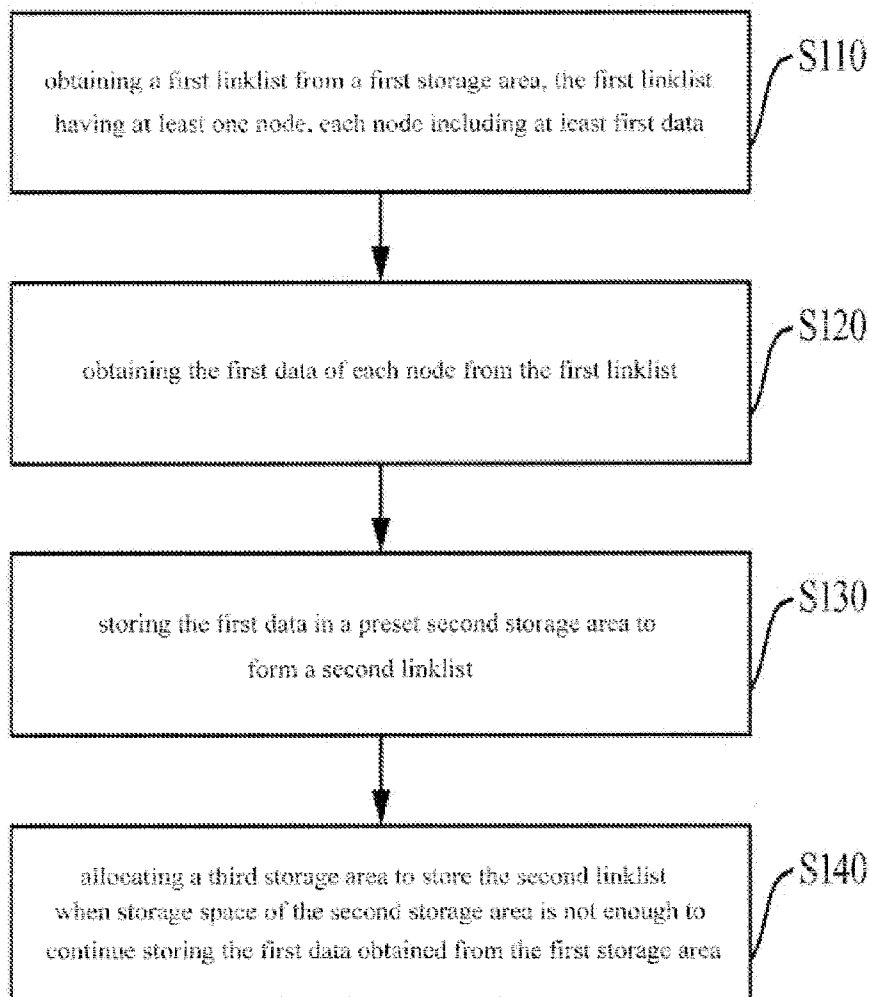 obtaining a first linklist from a first storage area, the first linklist
having at least one node, each node including at least first data
S110
obtaining the first data of each node from the first linklist
S120
storing the first data in a preset second storage area to
form a second linklist
S130
allocating a third storage area to store the second linklist
when storage space of the second storage area is not enough to
continue storing the first data obtained from the first storage area
S140